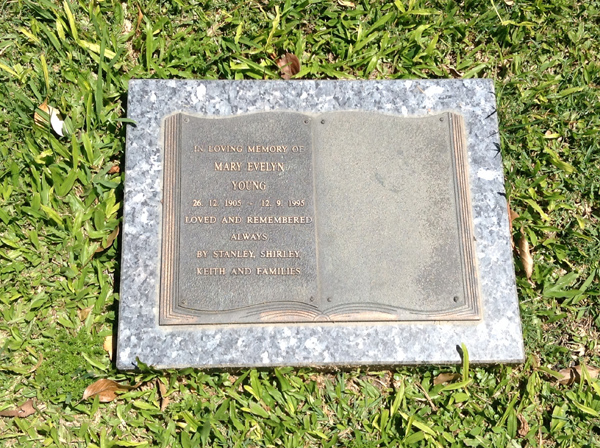 IN LOVING MEMORY OF
MARY EVELYN
YOUNG
26. 12. 1905 - 12. 9. 1995
LOVED AND REMEMBERED
ALWAYS
BY STANLEY, SHIRLEY,
KEITH AND FAMILIES